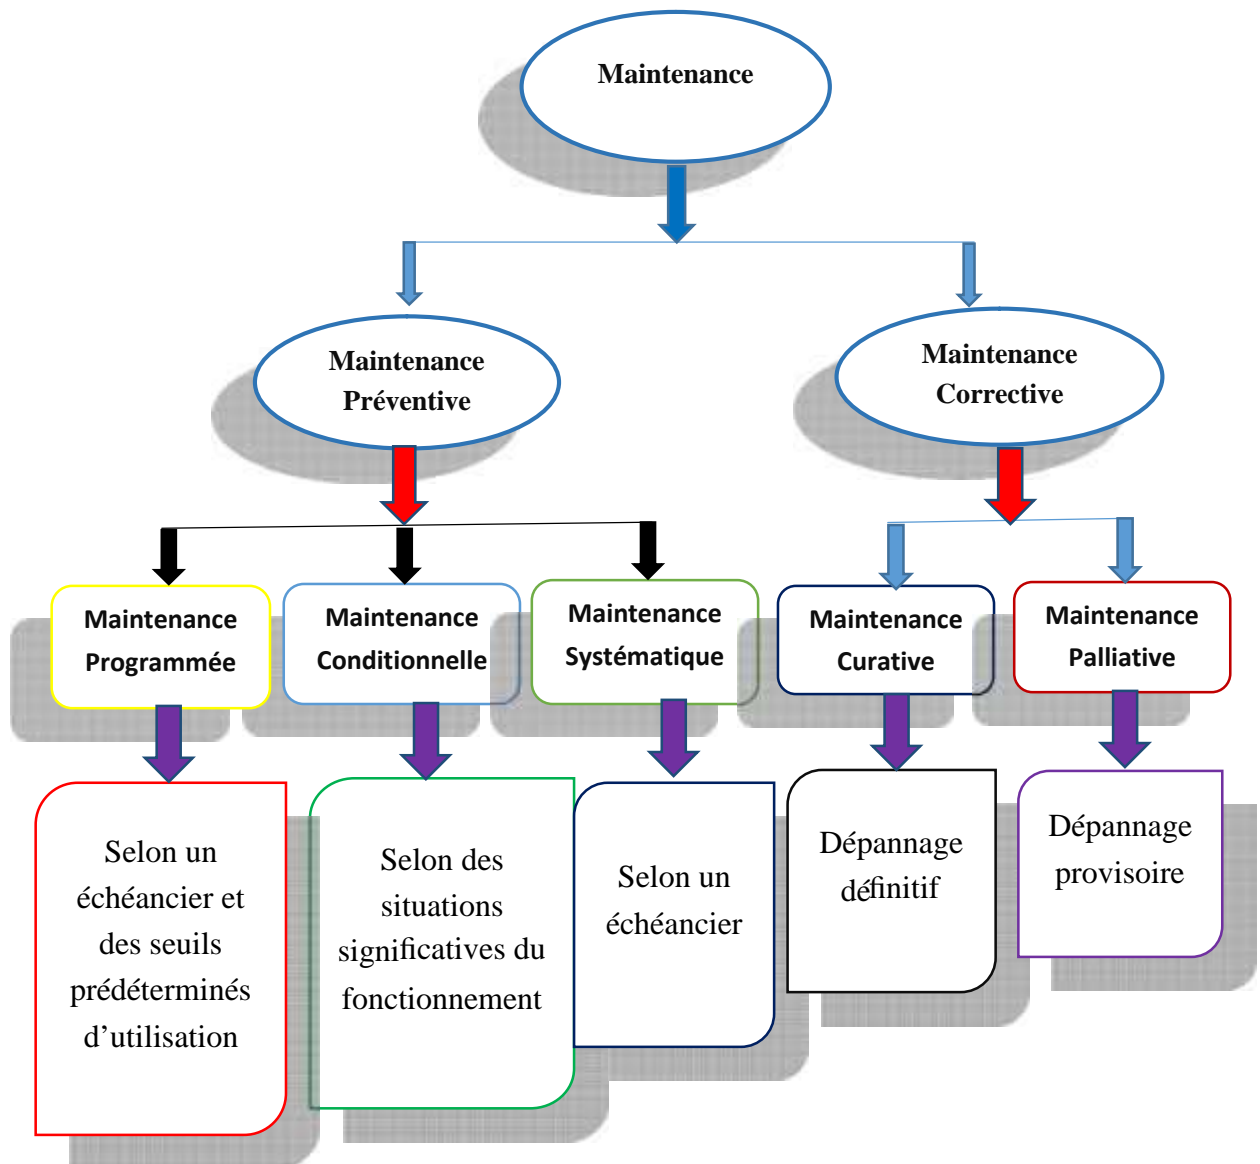 Maintenance
Maintenance
Préventive
Maintenance
Corrective
Maintenance
Programmée
Maintenance
Conditionnelle
Maintenance
Systématique
Maintenance
Curative
Maintenance
Palliative
Selon un
échéancier et
des seuils
prédéterminés
d’utilisation
Selon des
situations
significatives du
fonctionnement
Selon un
échéancier
Dépannage
définitif
Dépannage
provisoire